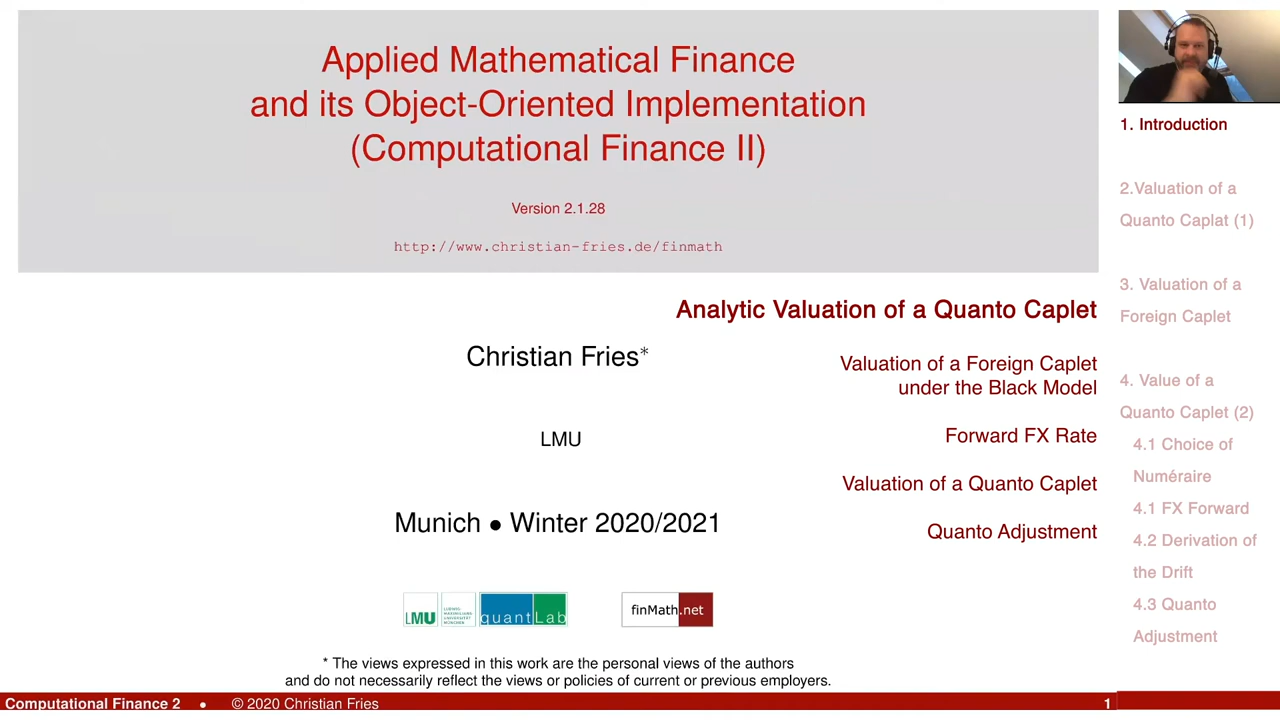 Applied Mathematical Finance
and its Object-Oriented Implementation
(Computational Finance II)
Version 2.1.28
http://www.christian-fries.de/finmath
Analytic Valuation of a Quanto Caplet
Christian Fries*
Valuation of a Foreign Caplet
under the Black Model
LMU
Forward FX Rate
Valuation of a Quanto Caplet
Munich • Winter 2020/2021
Quanto Adjustment
LMU
quantLab
finMath.net
* The views expressed in this work are the personal views of the authors
and do not necessarily reflect the views or policies of current or previous employers.
Computational Finance 2 • © 2020 Christian Fries
1
1. Introduction
2.Valuation of a
Quanto Caplat (1)
3. Valuation of a
Foreign Caplet
4. Value of a
Quanto Caplet (2)
4.1 Choice of
Numéraire
4.1 FX Forward
4.2 Derivation of
the Drift
4.3 Quanto
Adjustment